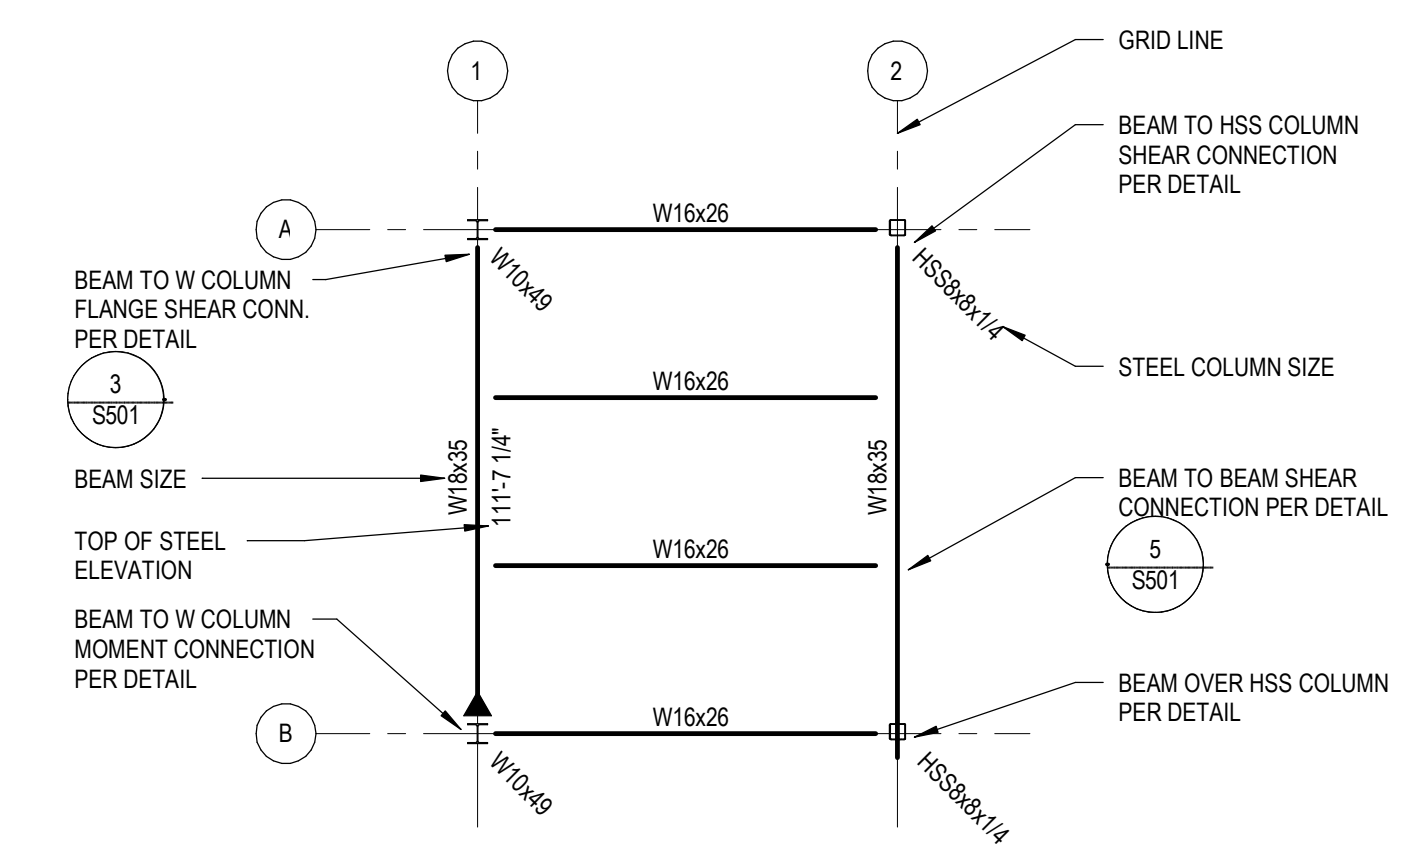 GRID LINE
1
2
BEAM TO HSS COLUMN
SHEAR CONNECTION
PER DETAIL
A
W16x26
W10x49
HSS8x8x1/4
BEAM TO W COLUMN
FLANGE SHEAR CONN.
PER DETAIL
3
S501
W16x26
STEEL COLUMN SIZE
BEAM SIZE
W18x35
111'-7 1/4"
W18x35
BEAM TO BEAM SHEAR
CONNECTION PER DETAIL
5
S501
TOP OF STEEL
ELEVATION
W16x26
BEAM TO W COLUMN
MOMENT CONNECTION
PER DETAIL
BEAM OVER HSS COLUMN
PER DETAIL
B
W16x26
W10x49
HSS8x8x1/4